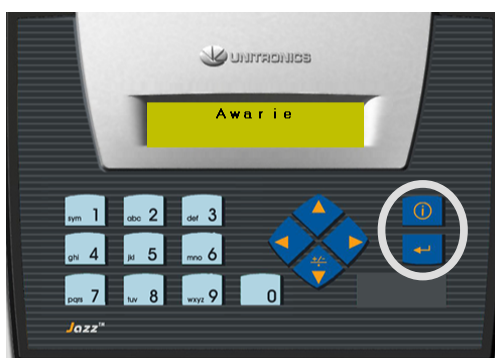 UNITRONICS
Awarie
sym 1
abc 2
def 3
ghi 4
jkl 5
mno 6
+/-
pqrs 7
tuv 8
wxyz 9
0
Jazz™